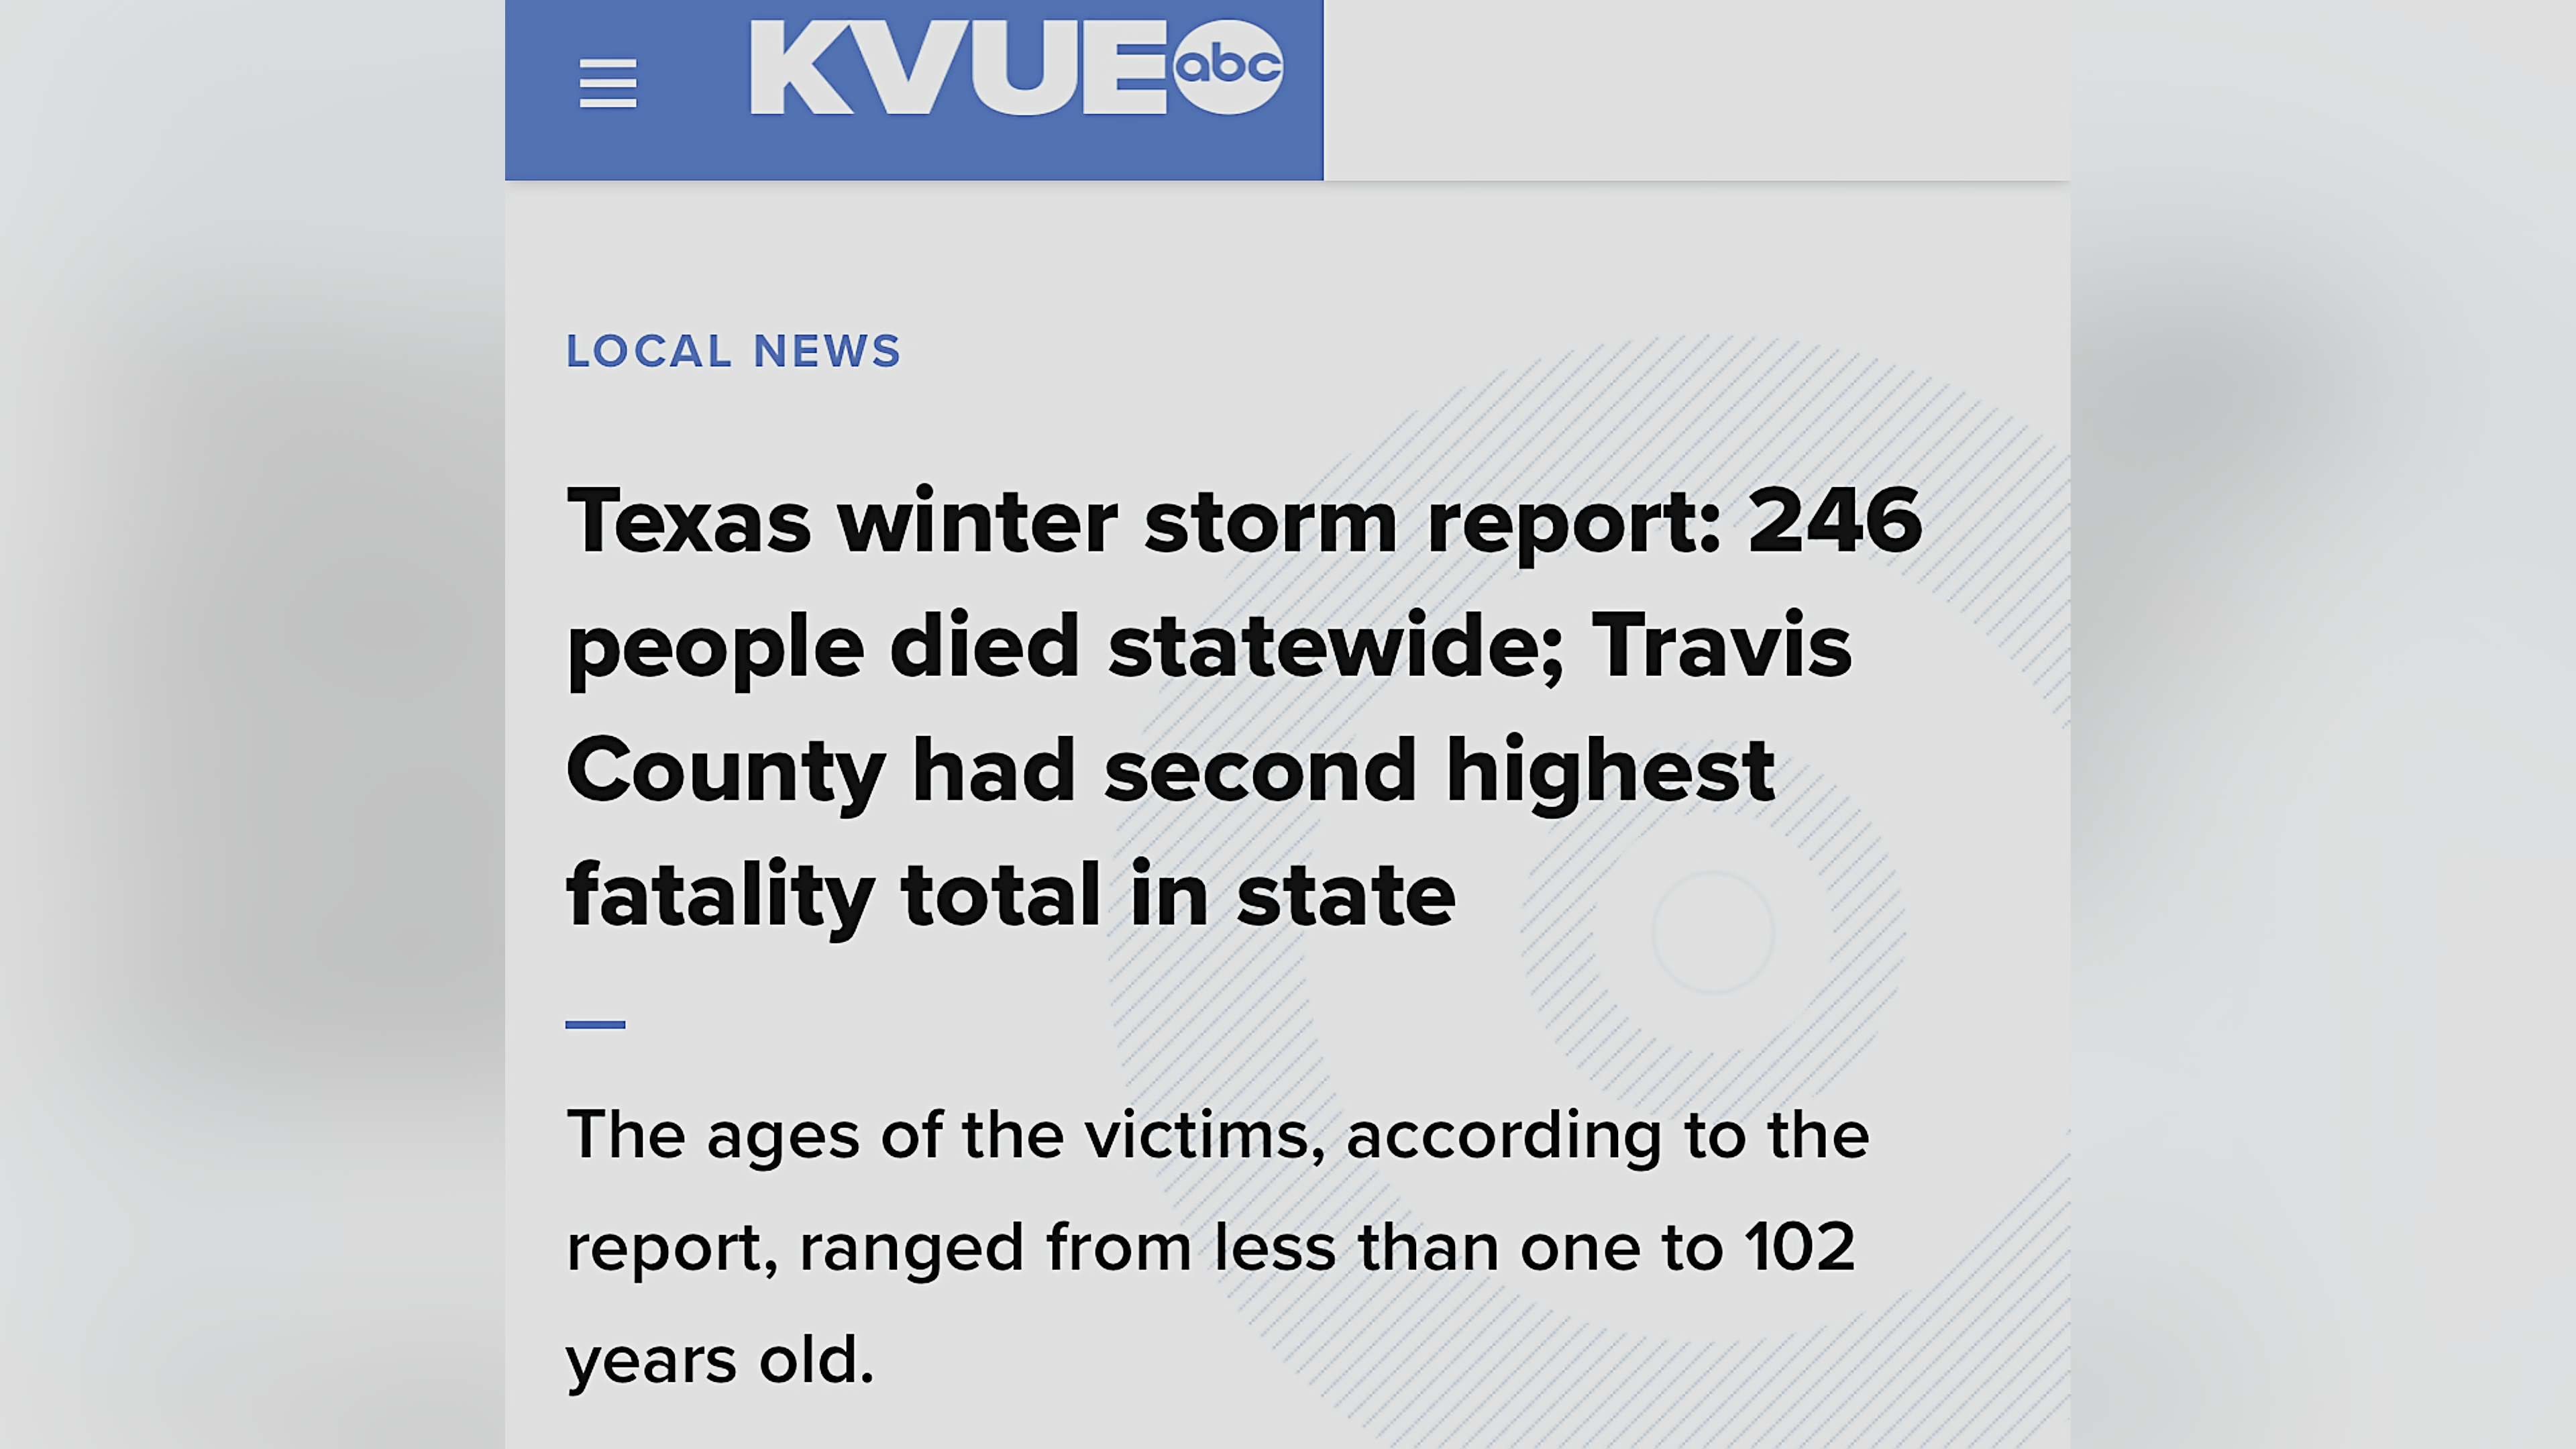 KVUE abc
LOCAL NEWS
Texas winter storm report: 246
people died statewide; Travis
County had second highest
fatality total in state
The ages of the victims, according to the
report, ranged from less than one to 102
years old.